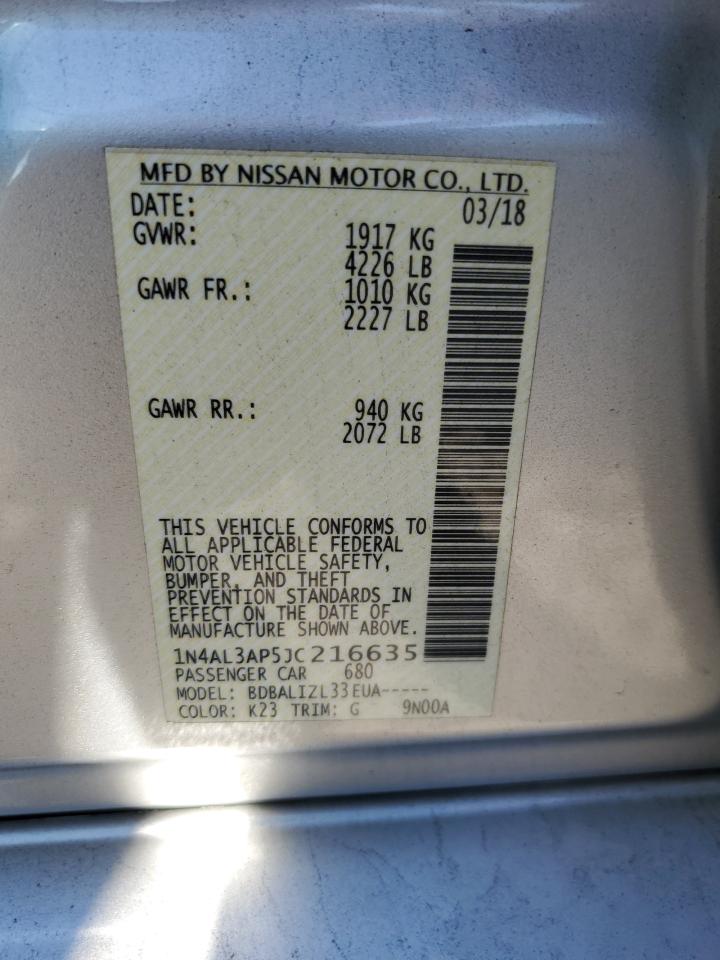 MFD BY NISSAN MOTOR CO., LTD.
DATE: 03/18
GVWR: 1917 KG
4226 LB
GAWR FR.: 1010 KG
2227 LB
GAWR RR.: 940 KG
2072 LB
THIS VEHICLE CONFORMS TO
ALL APPLICABLE FEDERAL
MOTOR VEHICLE SAFETY,
BUMPER, AND THEFT
PREVENTION STANDARDS IN
EFFECT ON THE DATE OF
MANUFACTURE SHOWN ABOVE.
1N4AL3AP5JC216635
PASSENGER CAR 680
MODEL: BDBALIZL33EUA-----
COLOR: K23 TRIM: G 9N00A